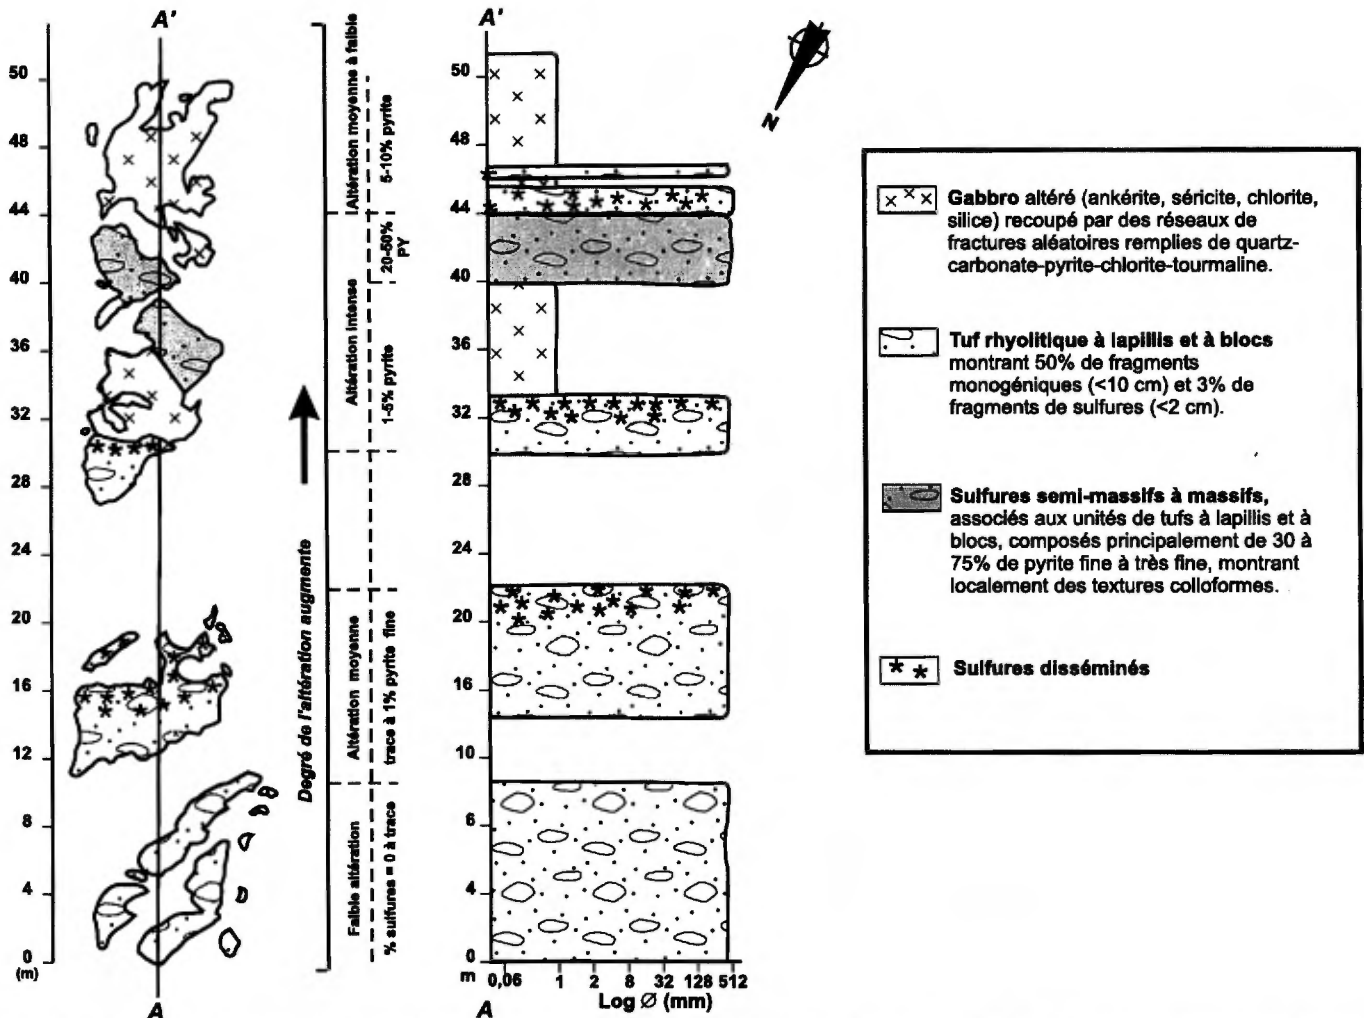 A'
50
48
44
40
36
32
28
24
20
16
12
8
4
0
(m)
A
Degré de l'altération augmente
Altération moyenne à faible
5-10% pyrite
20-50%
PY
Altération intense
1-5% pyrite
Altération moyenne
trace à 1% pyrite fine
Faible altération
% sulfures = 0 à trace
A'
50
48
44
40
36
32
28
24
20
16
10
6
4
0
m
0,06 1 2 8 32 128 512
Log Ø (mm)
A
N
Gabbro altéré (ankérite, séricite, chlorite,
silice) recoupé par des réseaux de
fractures aléatoires remplies de quartz-
carbonate-pyrite-chlorite-tourmaline.
Tuf rhyolitique à lapillis et à blocs
montrant 50% de fragments
monogéniques (<10 cm) et 3% de
fragments de sulfures (<2 cm).
Sulfures semi-massifs à massifs,
associés aux unités de tufs à lapillis et à
blocs, composés principalement de 30 à
75% de pyrite fine à très fine, montrant
localement des textures colloformes.
Sulfures disséminés